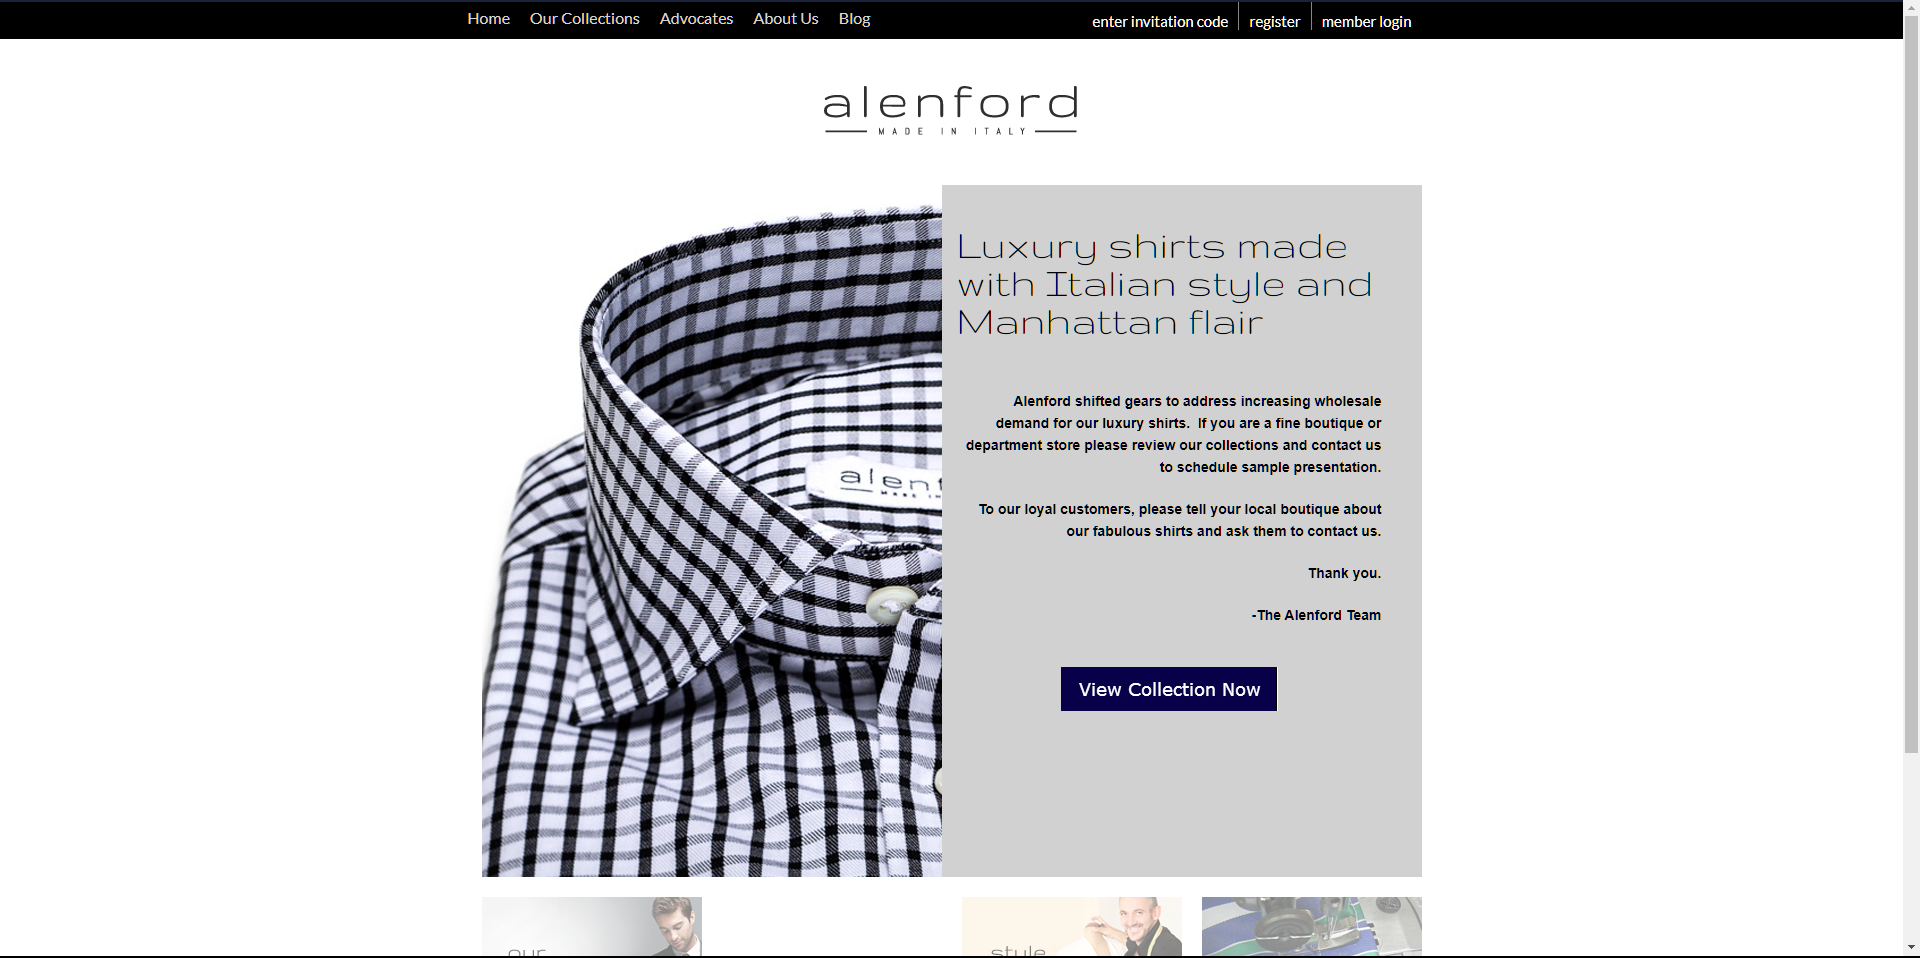 Home Our Collections Advocates About Us Blog
enter invitation code register member login
alenford
MADE IN ITALY
Luxury shirts made
with Italian style and
Manhattan flair
Alenford shifted gears to address increasing wholesale
demand for our luxury shirts. If you are a fine boutique or
department store please review our collections and contact us
to schedule sample presentation.
To our loyal customers, please tell your local boutique about
our fabulous shirts and ask them to contact us.
Thank you.
-The Alenford Team
View Collection Now
alenf
MADE IN
our
style